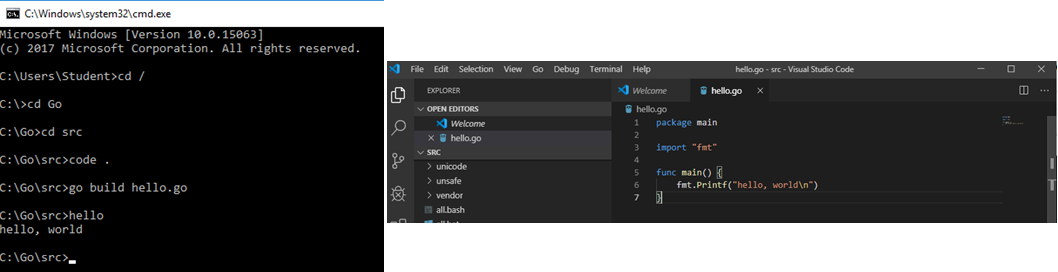 C:\Windows\system32\cmd.exe
Microsoft Windows [Version 10.0.15063]
(c) 2017 Microsoft Corporation. All rights reserved.
C:\Users\Student>cd /
C:\>cd Go
C:\Go>cd src
C:\Go\src>code .
C:\Go\src>go build hello.go
C:\Go\src>hello
hello, world
C:\Go\src>
File Edit Selection View Go Debug Terminal Help hello.go - src - Visual Studio Code
EXPLORER
OPEN EDITORS
Welcome
hello.go
SRC
unicode
unsafe
vendor
all.bash
Welcome hello.go
hello.go
1 package main
2
3 import "fmt"
4
5 func main() {
6 fmt.Printf("hello, world\n")
7 }